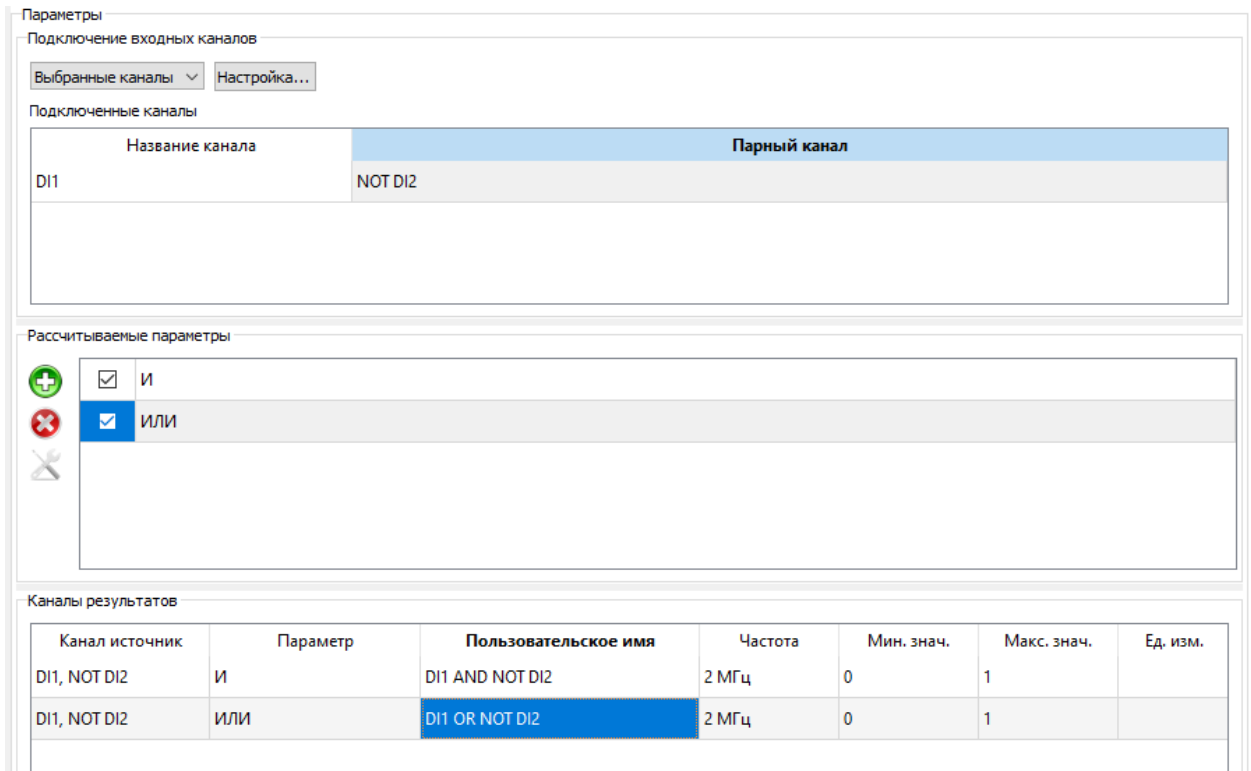 Параметры
Подключение входных каналов
Выбранные каналы Настройка...
Подключенные каналы
Название канала Парный канал
DI1 NOT DI2
Рассчитываемые параметры
И
ИЛИ
Каналы результатов
Канал источник Параметр Пользовательское имя Частота Мин. знач. Макс. знач. Ед. изм.
DI1, NOT DI2 И DI1 AND NOT DI2 2 МГц 0 1
DI1, NOT DI2 ИЛИ DI1 OR NOT DI2 2 МГц 0 1